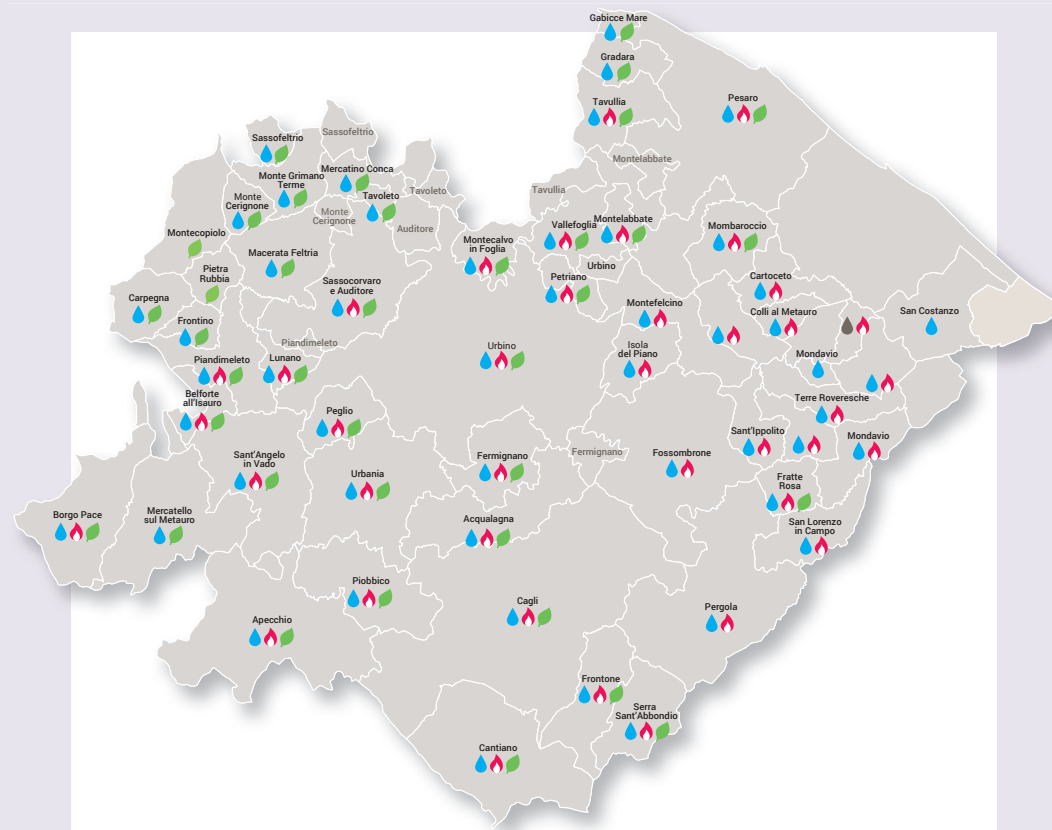 Gabicce Mare
Gradara
Tavullia
Pesaro
Sassofeltrio
Sassofeltrio
Montelabbate
Mercatino Conca
Monte Grimano
Terme
Tavoleto
Tavoleto
Tavullia
Monte
Cerignone
Monte
Cerignone
Auditore
Vallefoglia
Montelabbate
Mombaroccio
Montecopiolo
Macerata Feltria
Montecalvo
in Foglia
Urbino
Pietra
Rubbia
Sassocorvaro
e Auditore
Petriano
Cartoceto
Carpegna
Montefelcino
Colli al Metauro
San Costanzo
Frontino
Piandimeleto
Urbino
Isola
del Piano
Mondavio
Piandimeleto
Lunano
Belforte
all'Isauro
Terre Roveresche
Peglio
Sant'Ippolito
Mondavio
Sant'Angelo
in Vado
Fermignano
Fermignano
Fossombrone
Urbania
Fratte
Rosa
Borgo Pace
Mercatello
sul Metauro
Acqualagna
San Lorenzo
in Campo
Piobbico
Cagli
Pergola
Apecchio
Frontone
Serra
Sant'Abbondio
Cantiano